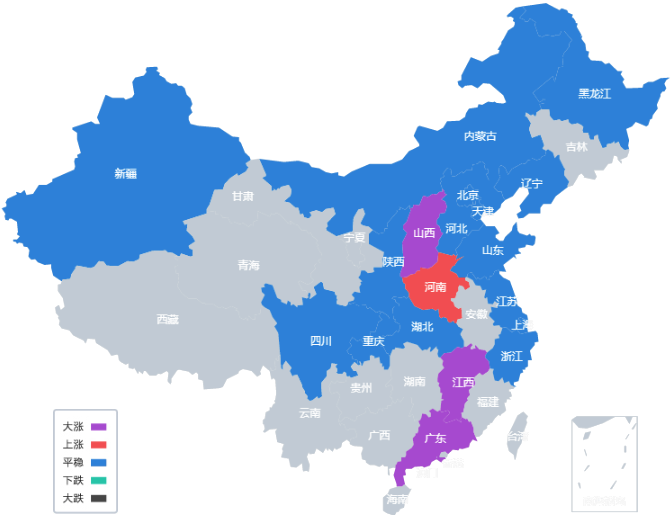 黑龙江
内蒙古
吉林
新疆
辽宁
北京
甘肃
天津
河北
山西
宁夏
山东
陕西
青海
河南
江苏
安徽
西藏
上海
湖北
四川
重庆
浙江
江西
湖南
贵州
福建
云南
广西
广东
台湾
海南
大涨
上涨
平稳
下跌
大跌